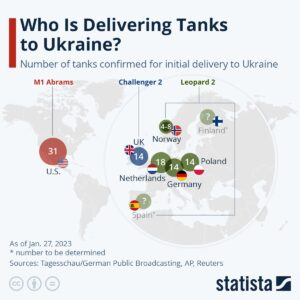 Who Is Delivering Tanks
to Ukraine?
Number of tanks confirmed for initial delivery to Ukraine
M1 Abrams
Challenger 2
Leopard 2
31
U.S.
UK
14
4-8
Norway
?
Finland*
18
Netherlands
14
Germany
14
Poland
?
Spain*
As of Jan. 27, 2023
* number to be determined
Sources: Tagesschau/German Public Broadcasting, AP, Reuters
cc
statista